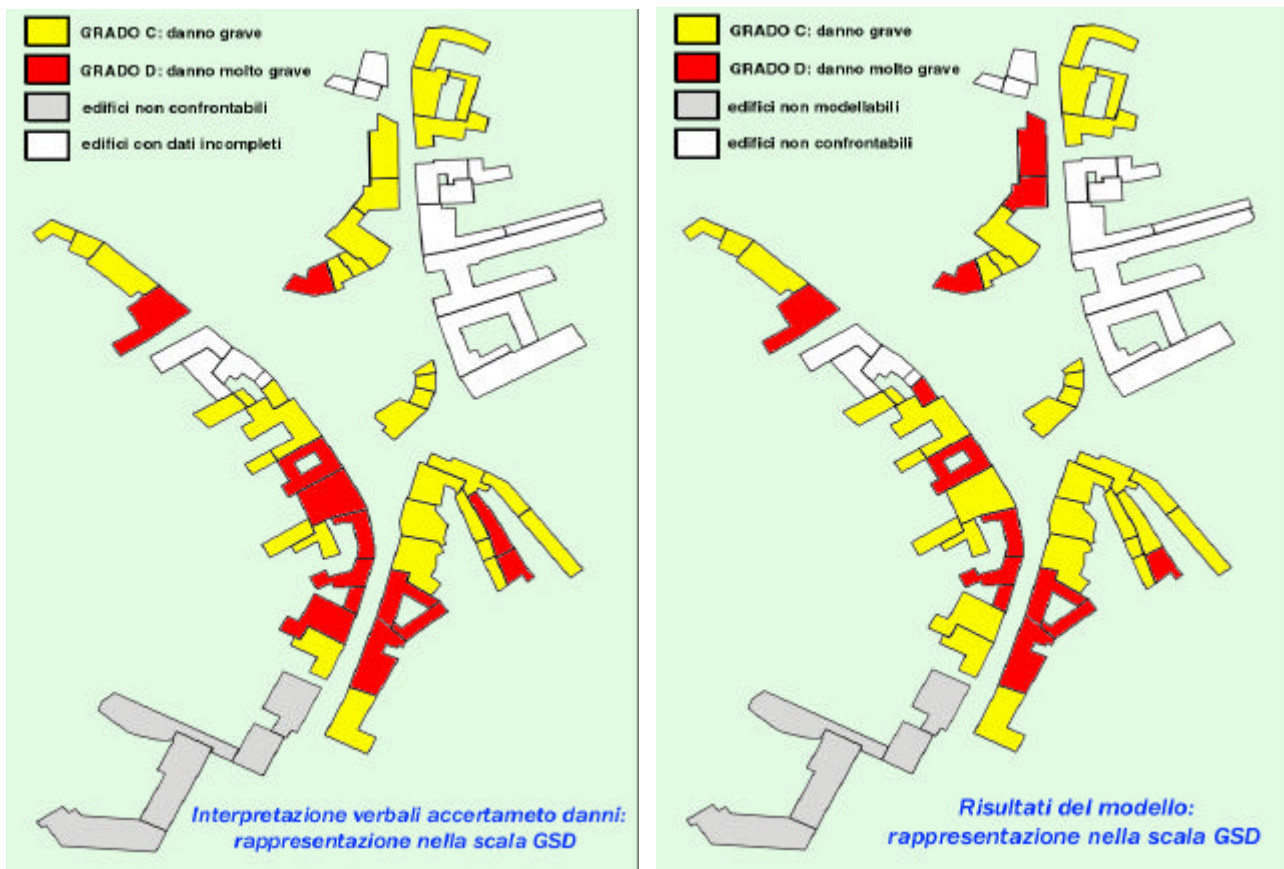 GRADO C: danno grave
GRADO D: danno molto grave
edifici non confrontabili
edifici con dati incompleti
Interpretazione verbali accertameto danni:
rappresentazione nella scala GSD
GRADO C: danno grave
GRADO D: danno molto grave
edifici non modellabili
edifici non confrontabili
Risultati del modello:
rappresentazione nella scala GSD